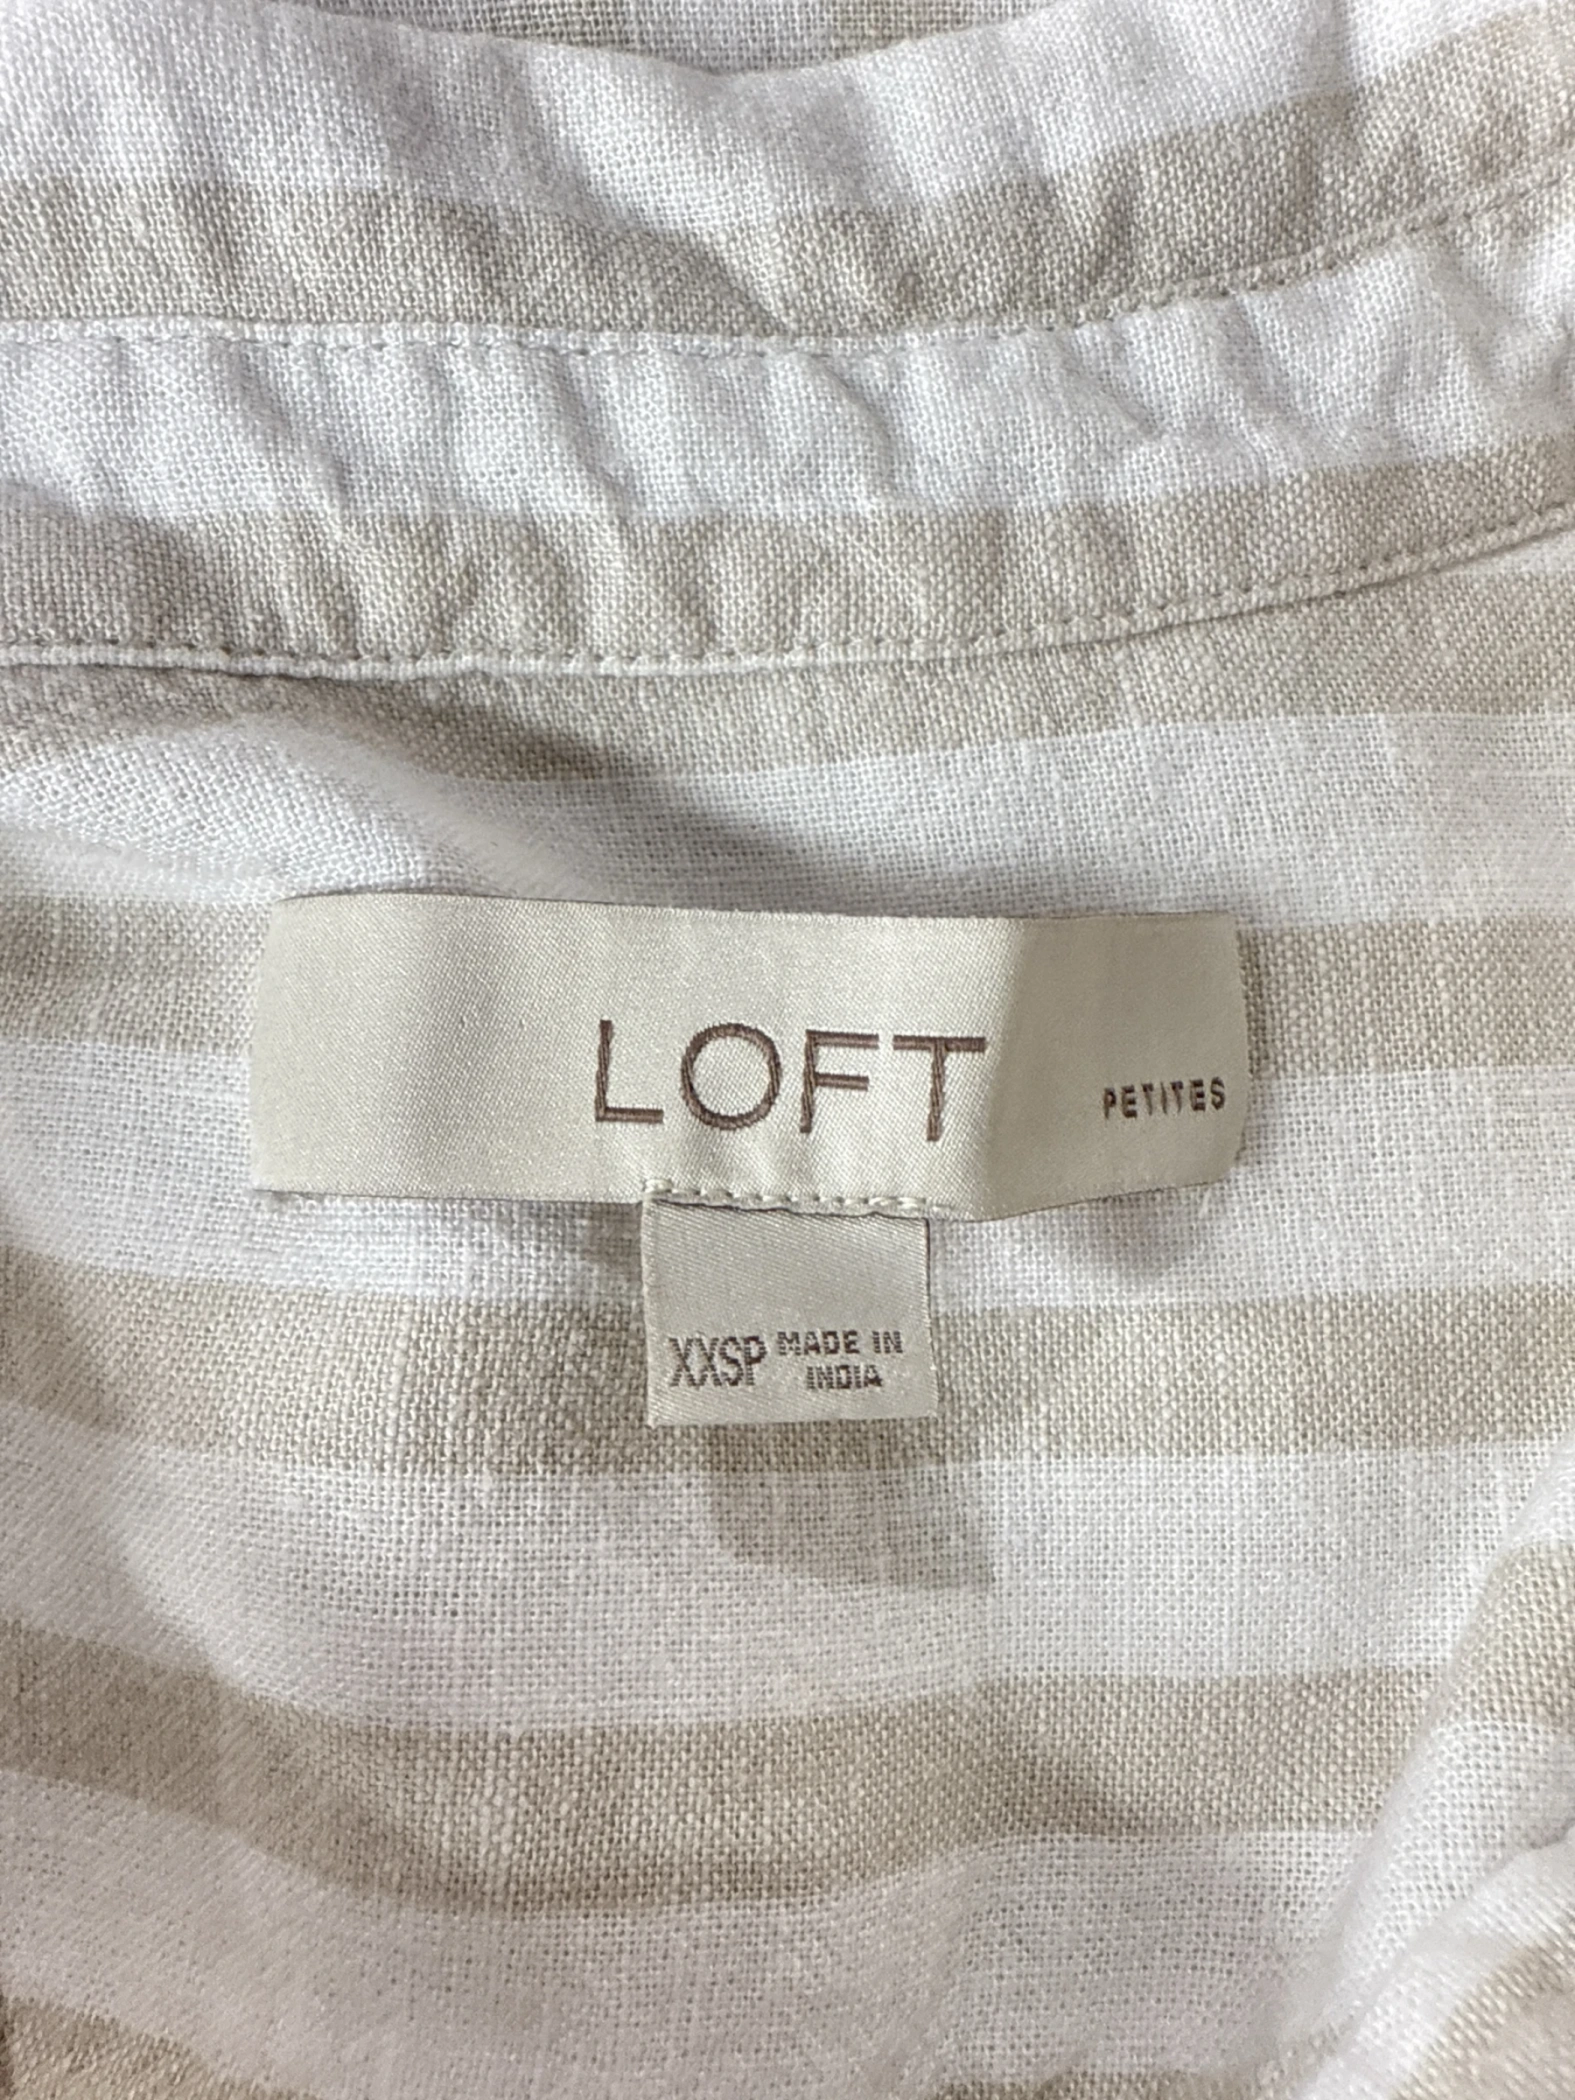 LOFT PETITES
XXSP MADE IN
INDIA